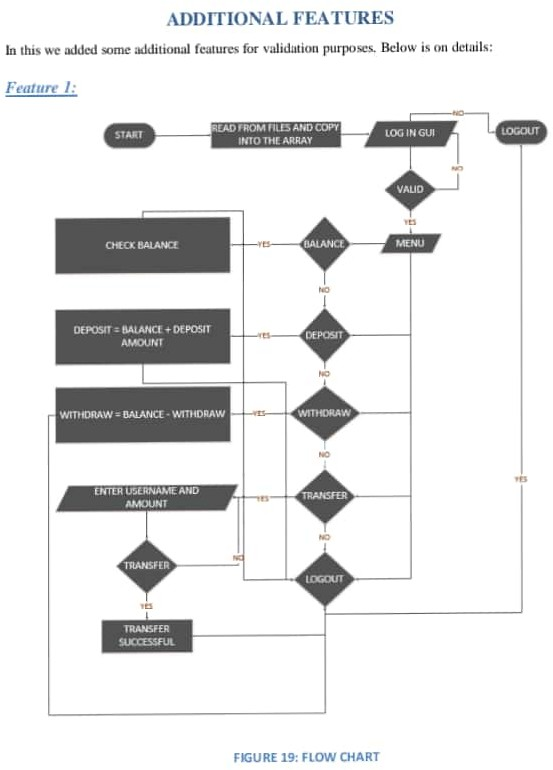 ADDITIONAL FEATURES
In this we added some additional features for validation purposes. Below is on details:
Feature 1:
START
READ FROM FILES AND COPY
INTO THE ARRAY
LOG IN GUI
NO
LOGOUT
NO
VALID
YES
CHECK BALANCE
YES
BALANCE
MENU
NO
DEPOSIT = BALANCE + DEPOSIT
AMOUNT
YES
DEPOSIT
NO
WITHDRAW = BALANCE - WITHDRAW
YES
WITHDRAW
NO
YES
ENTER USERNAME AND
AMOUNT
YES
TRANSFER
NO
TRANSFER
NO
LOGOUT
YES
TRANSFER
SUCCESSFUL
FIGURE 19: FLOW CHART